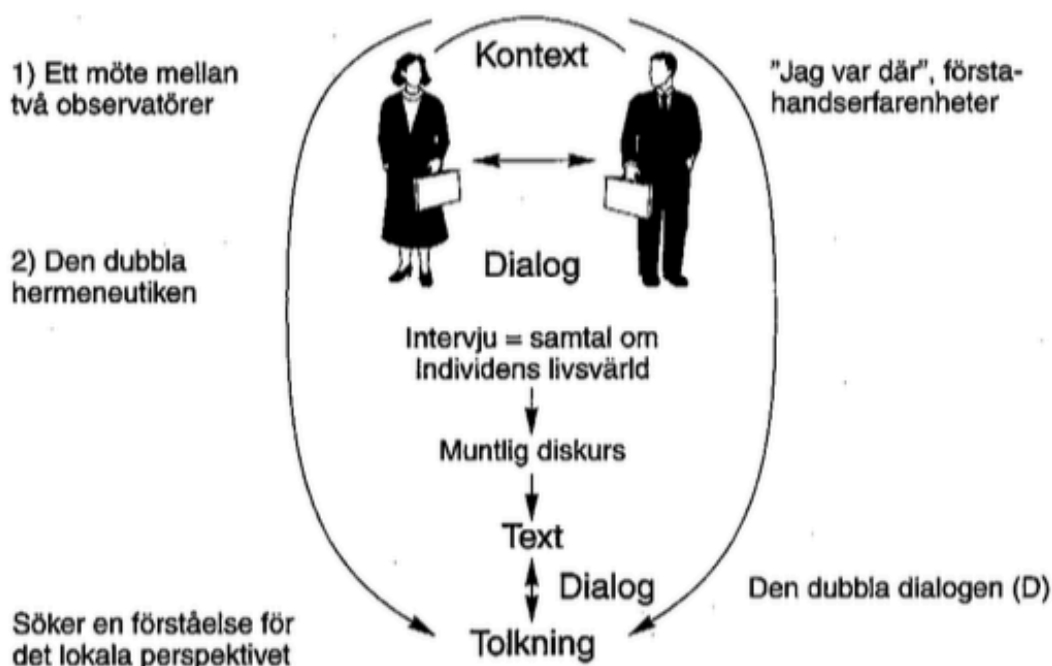 1) Ett möte mellan
två observatörer
Kontext
"Jag var där", första-
handserfarenheter
2) Den dubbla
hermeneutiken
Dialog
Intervju = samtal om
Individens livsvärld
Muntlig diskurs
Text
Dialog
Den dubbla dialogen (D)
Söker en förståelse för
det lokala perspektivet
Tolkning